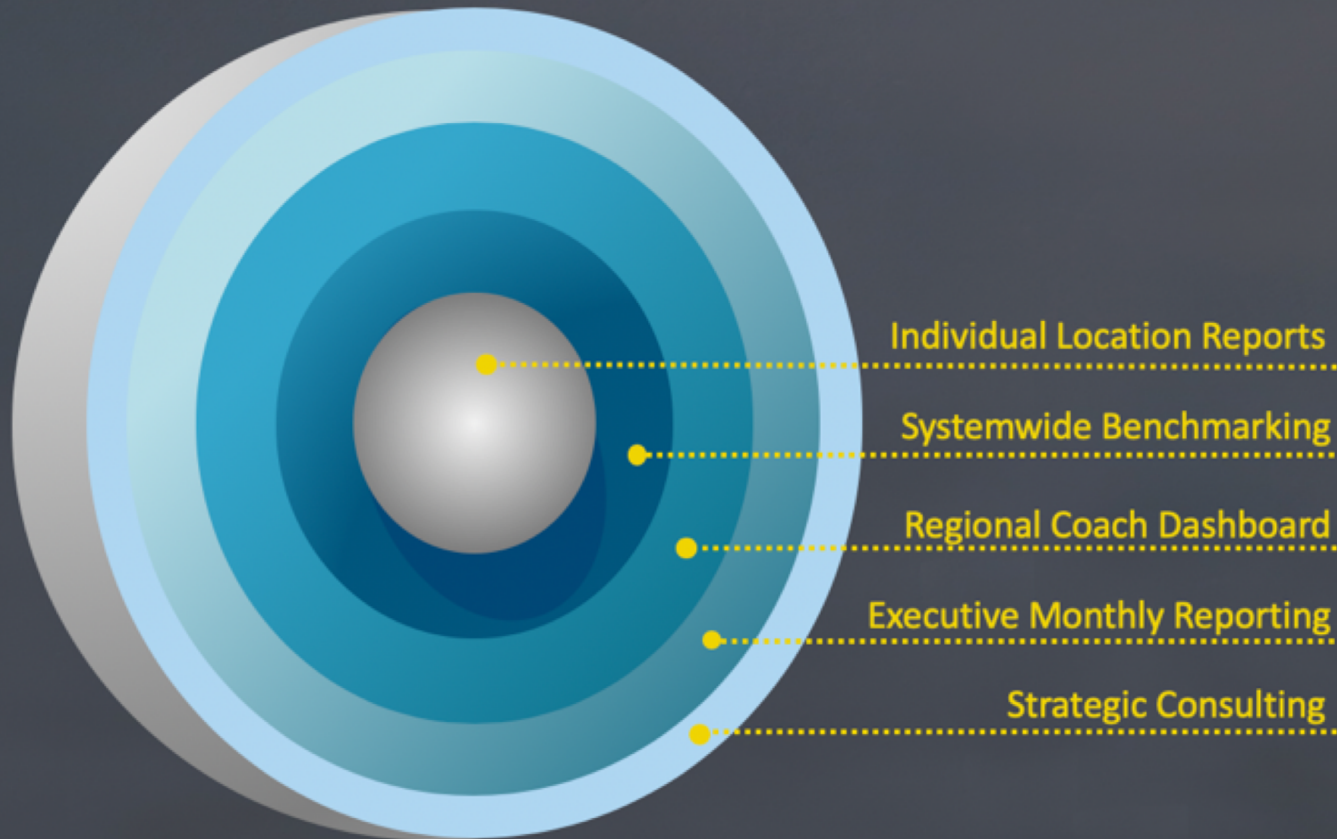 Individual Location Reports
Systemwide Benchmarking
Regional Coach Dashboard
Executive Monthly Reporting
Strategic Consulting